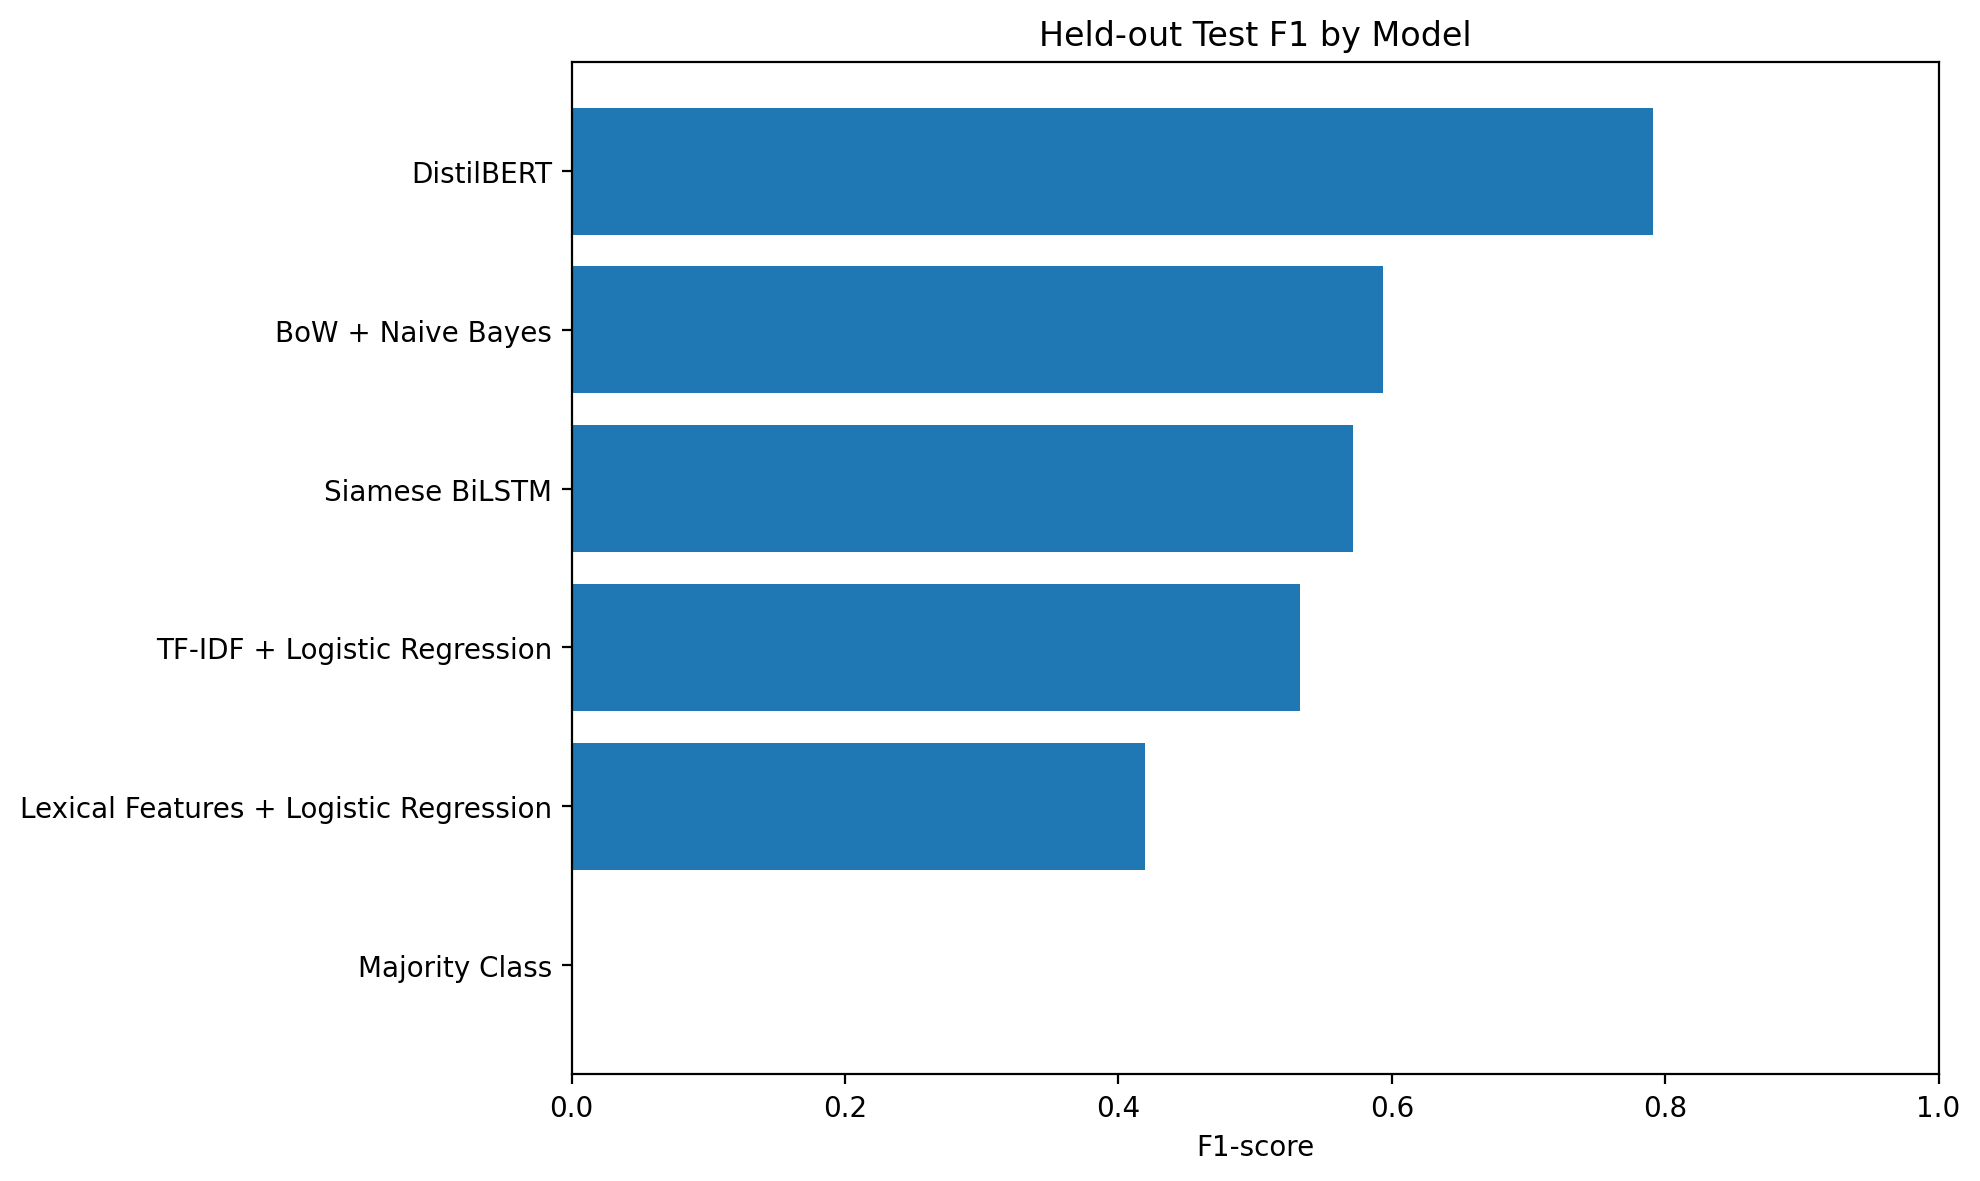 Held-out Test F1 by Model
DistilBERT
BoW + Naive Bayes
Siamese BiLSTM
TF-IDF + Logistic Regression
Lexical Features + Logistic Regression
Majority Class
0.0 0.2 0.4 0.6 0.8 1.0
F1-score